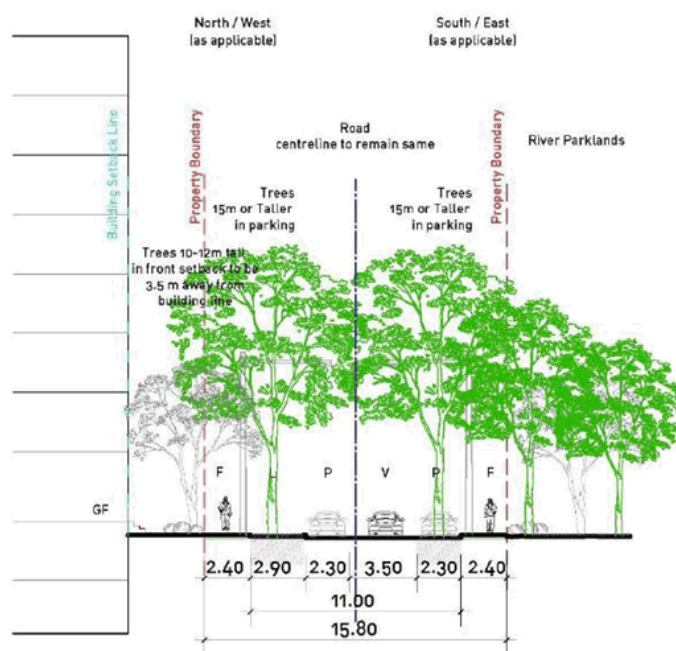 North / West
(as applicable)
South / East
(as applicable)
Building Setback Line
Property Boundary
Road
centreline to remain same
Property Boundary
River Parklands
Trees
15m or Taller
in parking
Trees
15m or Taller
in parking
Trees 10-12m tall
in front setback to be
3.5 m away from
building line
F
L
P
V
P
F
GF
2.40 2.90 2.30 3.50 2.30 2.40
11.00
15.80